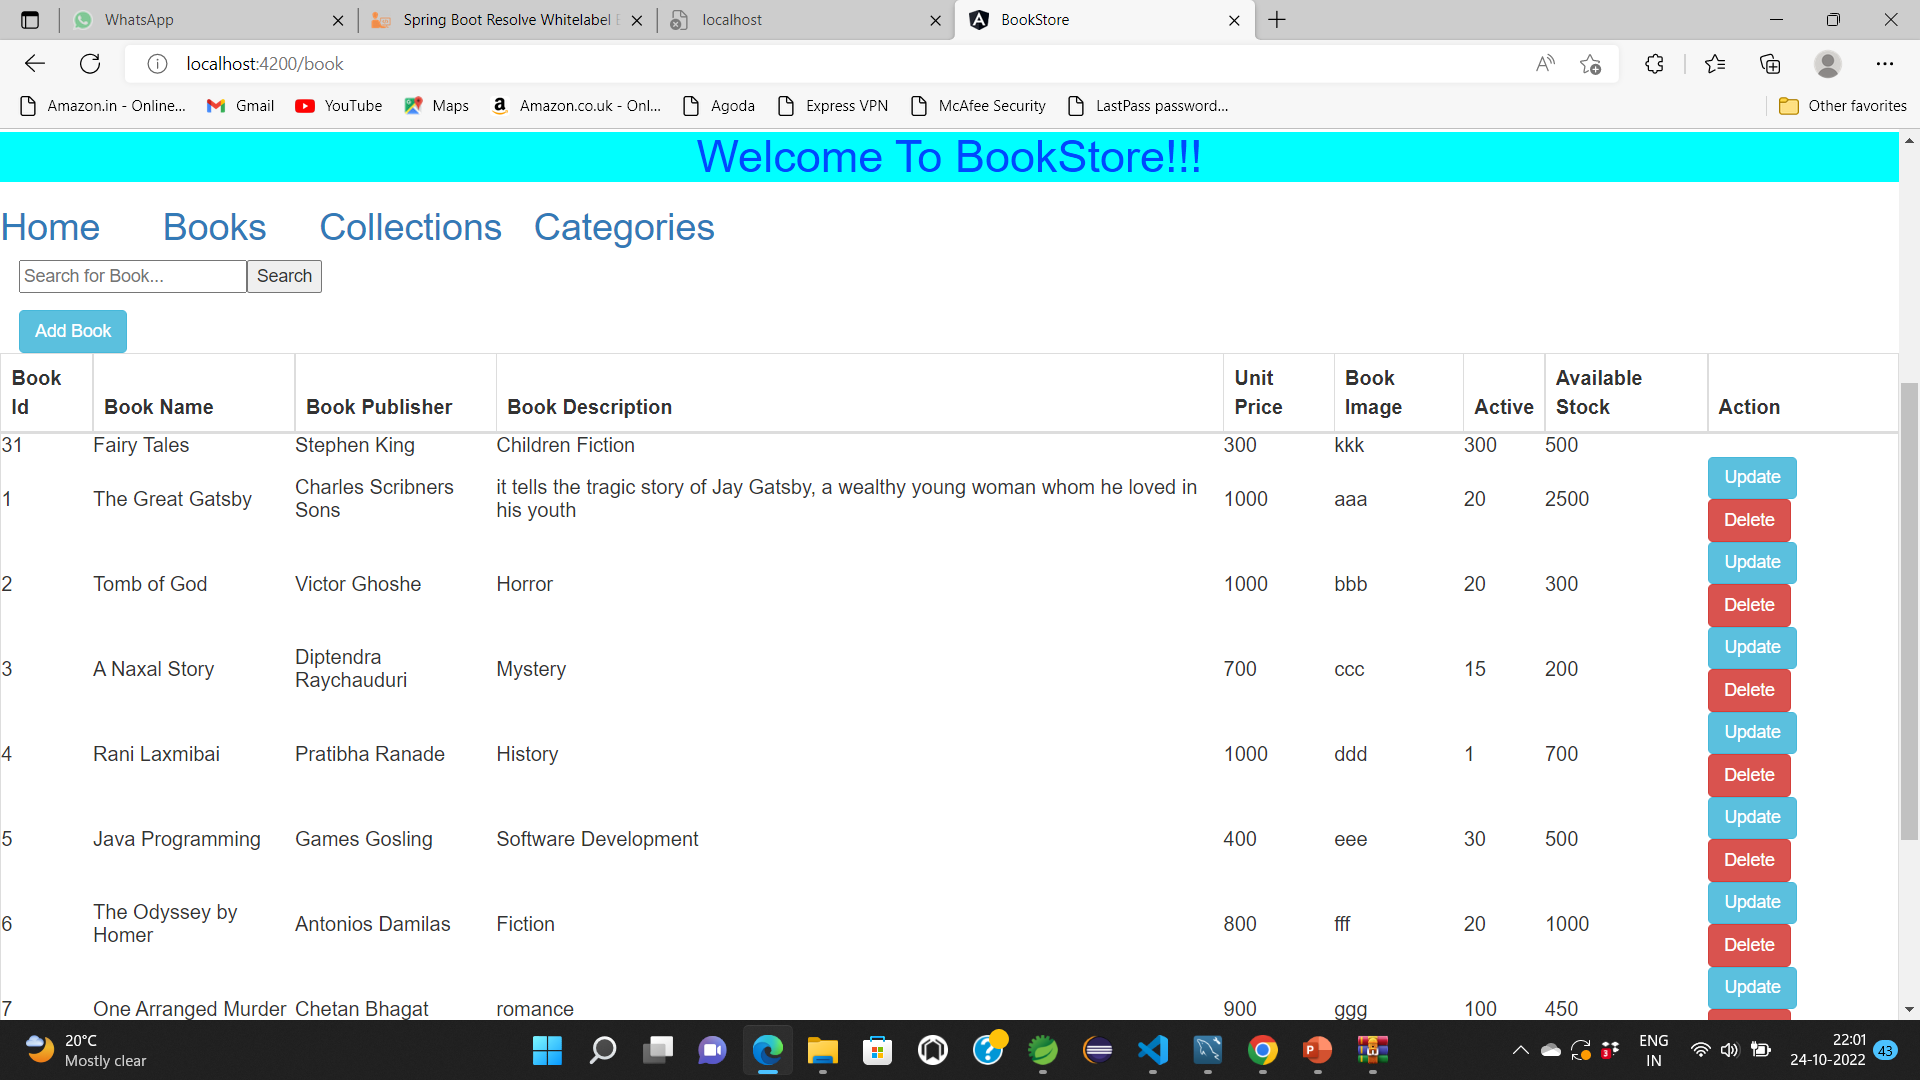 WhatsApp
Spring Boot Resolve Whitelabel
localhost
BookStore
localhost:4200/book
Amazon.in - Online...
Gmail
YouTube
Maps
Amazon.co.uk - Onl...
Agoda
Express VPN
McAfee Security
LastPass password...
Other favorites
Welcome To BookStore!!!
Home Books Collections Categories
Search for Book... Search
Add Book
Book Id Book Name Book Publisher Book Description Unit Price Book Image Active Available Stock Action
31 Fairy Tales Stephen King Children Fiction 300 kkk 300 500
1 The Great Gatsby Charles Scribners Sons it tells the tragic story of Jay Gatsby, a wealthy young woman whom he loved in his youth 1000 aaa 20 2500 Update Delete
2 Tomb of God Victor Ghoshe Horror 1000 bbb 20 300 Update Delete
3 A Naxal Story Diptendra Raychauduri Mystery 700 ccc 15 200 Update Delete
4 Rani Laxmibai Pratibha Ranade History 1000 ddd 1 700 Update Delete
5 Java Programming Games Gosling Software Development 400 eee 30 500 Update Delete
6 The Odyssey by Homer Antonios Damilas Fiction 800 fff 20 1000 Update Delete
7 One Arranged Murder Chetan Bhagat romance 900 ggg 100 450 Update
20°C
Mostly clear
ENG
IN
22:01
24-10-2022
43